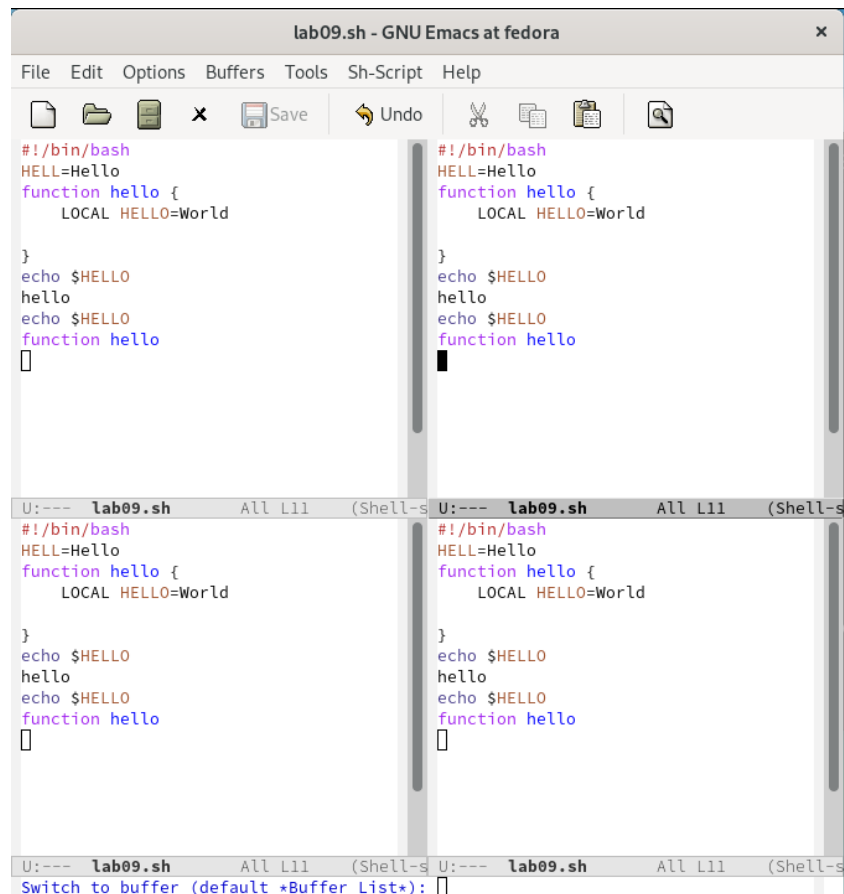 lab09.sh - GNU Emacs at fedora
File Edit Options Buffers Tools Sh-Script Help
Save Undo
#!/bin/bash
HELL=Hello
function hello {
    LOCAL HELLO=World
}
echo $HELLO
hello
echo $HELLO
function hello
U:--- lab09.sh All L11 (Shell-s
#!/bin/bash
HELL=Hello
function hello {
    LOCAL HELLO=World
}
echo $HELLO
hello
echo $HELLO
function hello
U:--- lab09.sh All L11 (Shell-s
#!/bin/bash
HELL=Hello
function hello {
    LOCAL HELLO=World
}
echo $HELLO
hello
echo $HELLO
function hello
U:--- lab09.sh All L11 (Shell-s
#!/bin/bash
HELL=Hello
function hello {
    LOCAL HELLO=World
}
echo $HELLO
hello
echo $HELLO
function hello
U:--- lab09.sh All L11 (Shell-s
Switch to buffer (default *Buffer List*):